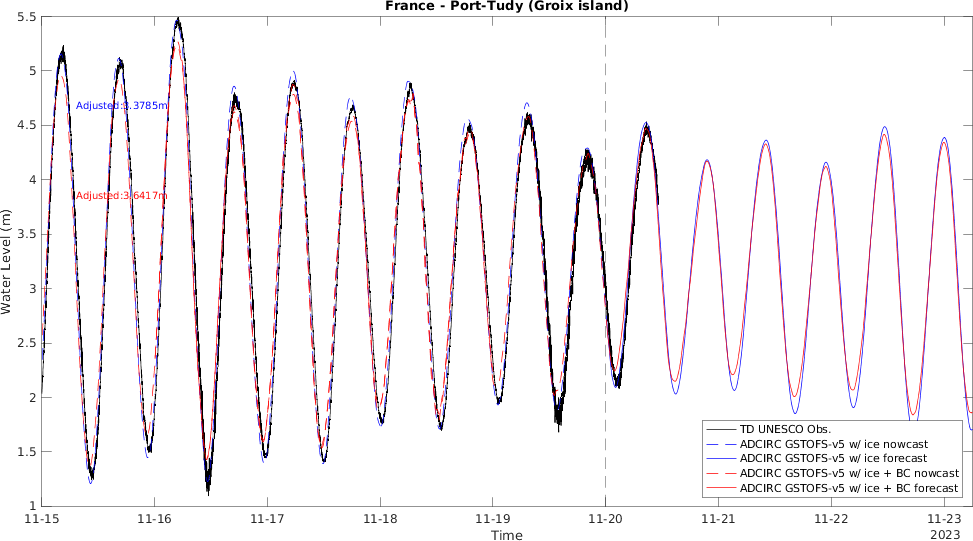 France - Port-Tudy (Groix island)
5.5
5
4.5
4
3.5
3
2.5
2
1.5
1
Water Level (m)
Adjusted:3.3785m
Adjusted:3.6417m
TD UNESCO Obs.
ADCIRC GSTOFS-v5 w/ ice nowcast
ADCIRC GSTOFS-v5 w/ ice forecast
ADCIRC GSTOFS-v5 w/ ice + BC nowcast
ADCIRC GSTOFS-v5 w/ ice + BC forecast
11-15 11-16 11-17 11-18 11-19 11-20 11-21 11-22 11-23
Time
2023